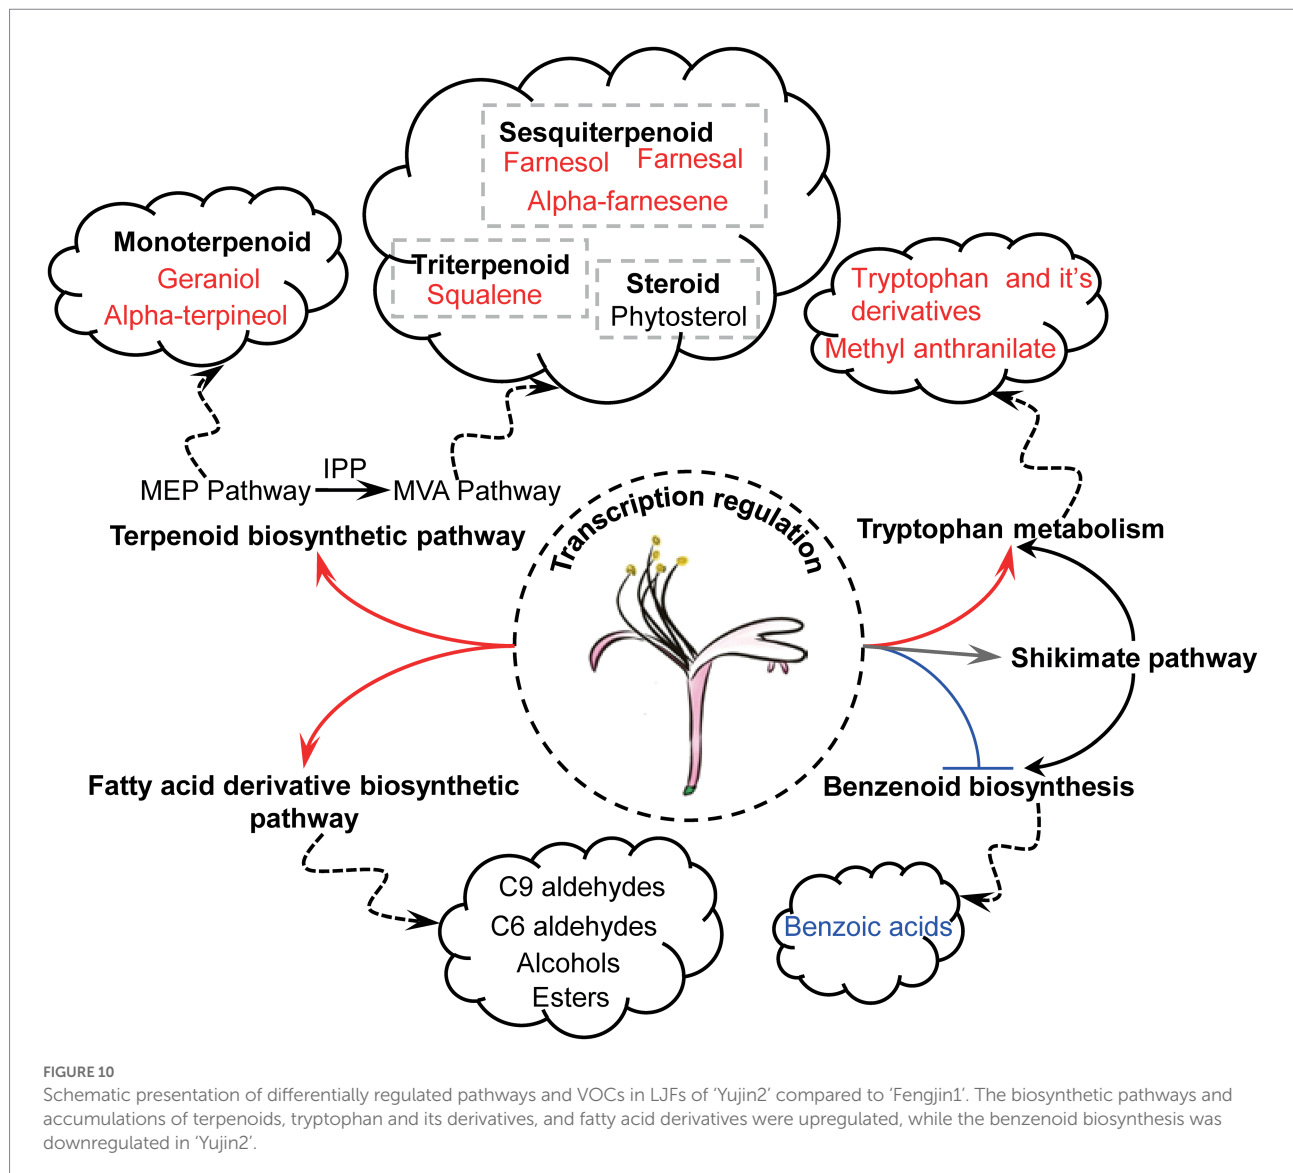 Sesquiterpenoid
Farnesol Farnesal
Alpha-farnesene
Monoterpenoid
Geraniol
Alpha-terpineol
Triterpenoid
Squalene
Steroid
Phytosterol
Tryptophan and it's
derivatives
Methyl anthranilate
IPP
MEP Pathway MVA Pathway
Terpenoid biosynthetic pathway
Transcription regulation
Tryptophan metabolism
Shikimate pathway
Fatty acid derivative biosynthetic
pathway
Benzenoid biosynthesis
C9 aldehydes
C6 aldehydes
Alcohols
Esters
Benzoic acids
FIGURE 10
Schematic presentation of differentially regulated pathways and VOCs in LJFs of ‘Yujin2’ compared to ‘Fengjin1’. The biosynthetic pathways and
accumulations of terpenoids, tryptophan and its derivatives, and fatty acid derivatives were upregulated, while the benzenoid biosynthesis was
downregulated in ‘Yujin2’.